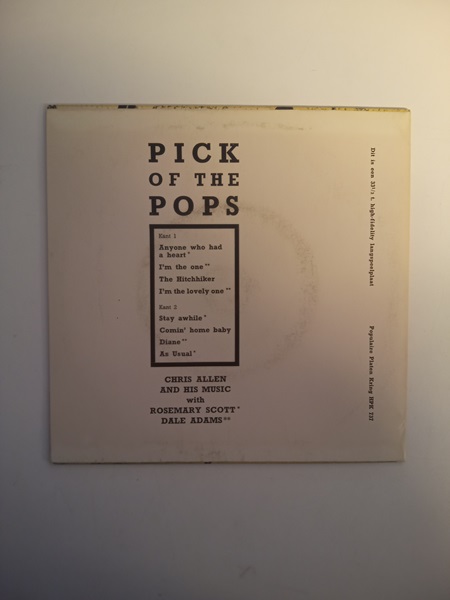 PICK
OF THE
POPS
Kant 1
Anyone who had
a heart*
I'm the one**
The Hitchhiker
I'm the lovely one**
Kant 2
Stay awhile*
Comin' home baby
Diane**
As Usual*
CHRIS ALLEN
AND HIS MUSIC
with
ROSEMARY SCOTT*
DALE ADAMS**
Dit is een 33 1/3 t. high-fidelity langspeelplaat
Populaire Platen Kring HPK 737